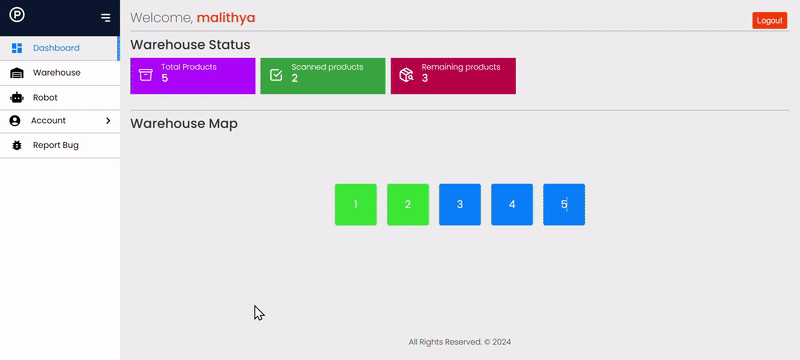 P
Dashboard
Warehouse
Robot
Account
Report Bug
Welcome, malithya
Logout
Warehouse Status
Total Products
5
Scanned products
2
Remaining products
3
Warehouse Map
1 2 3 4 5
All Rights Reserved. © 2024